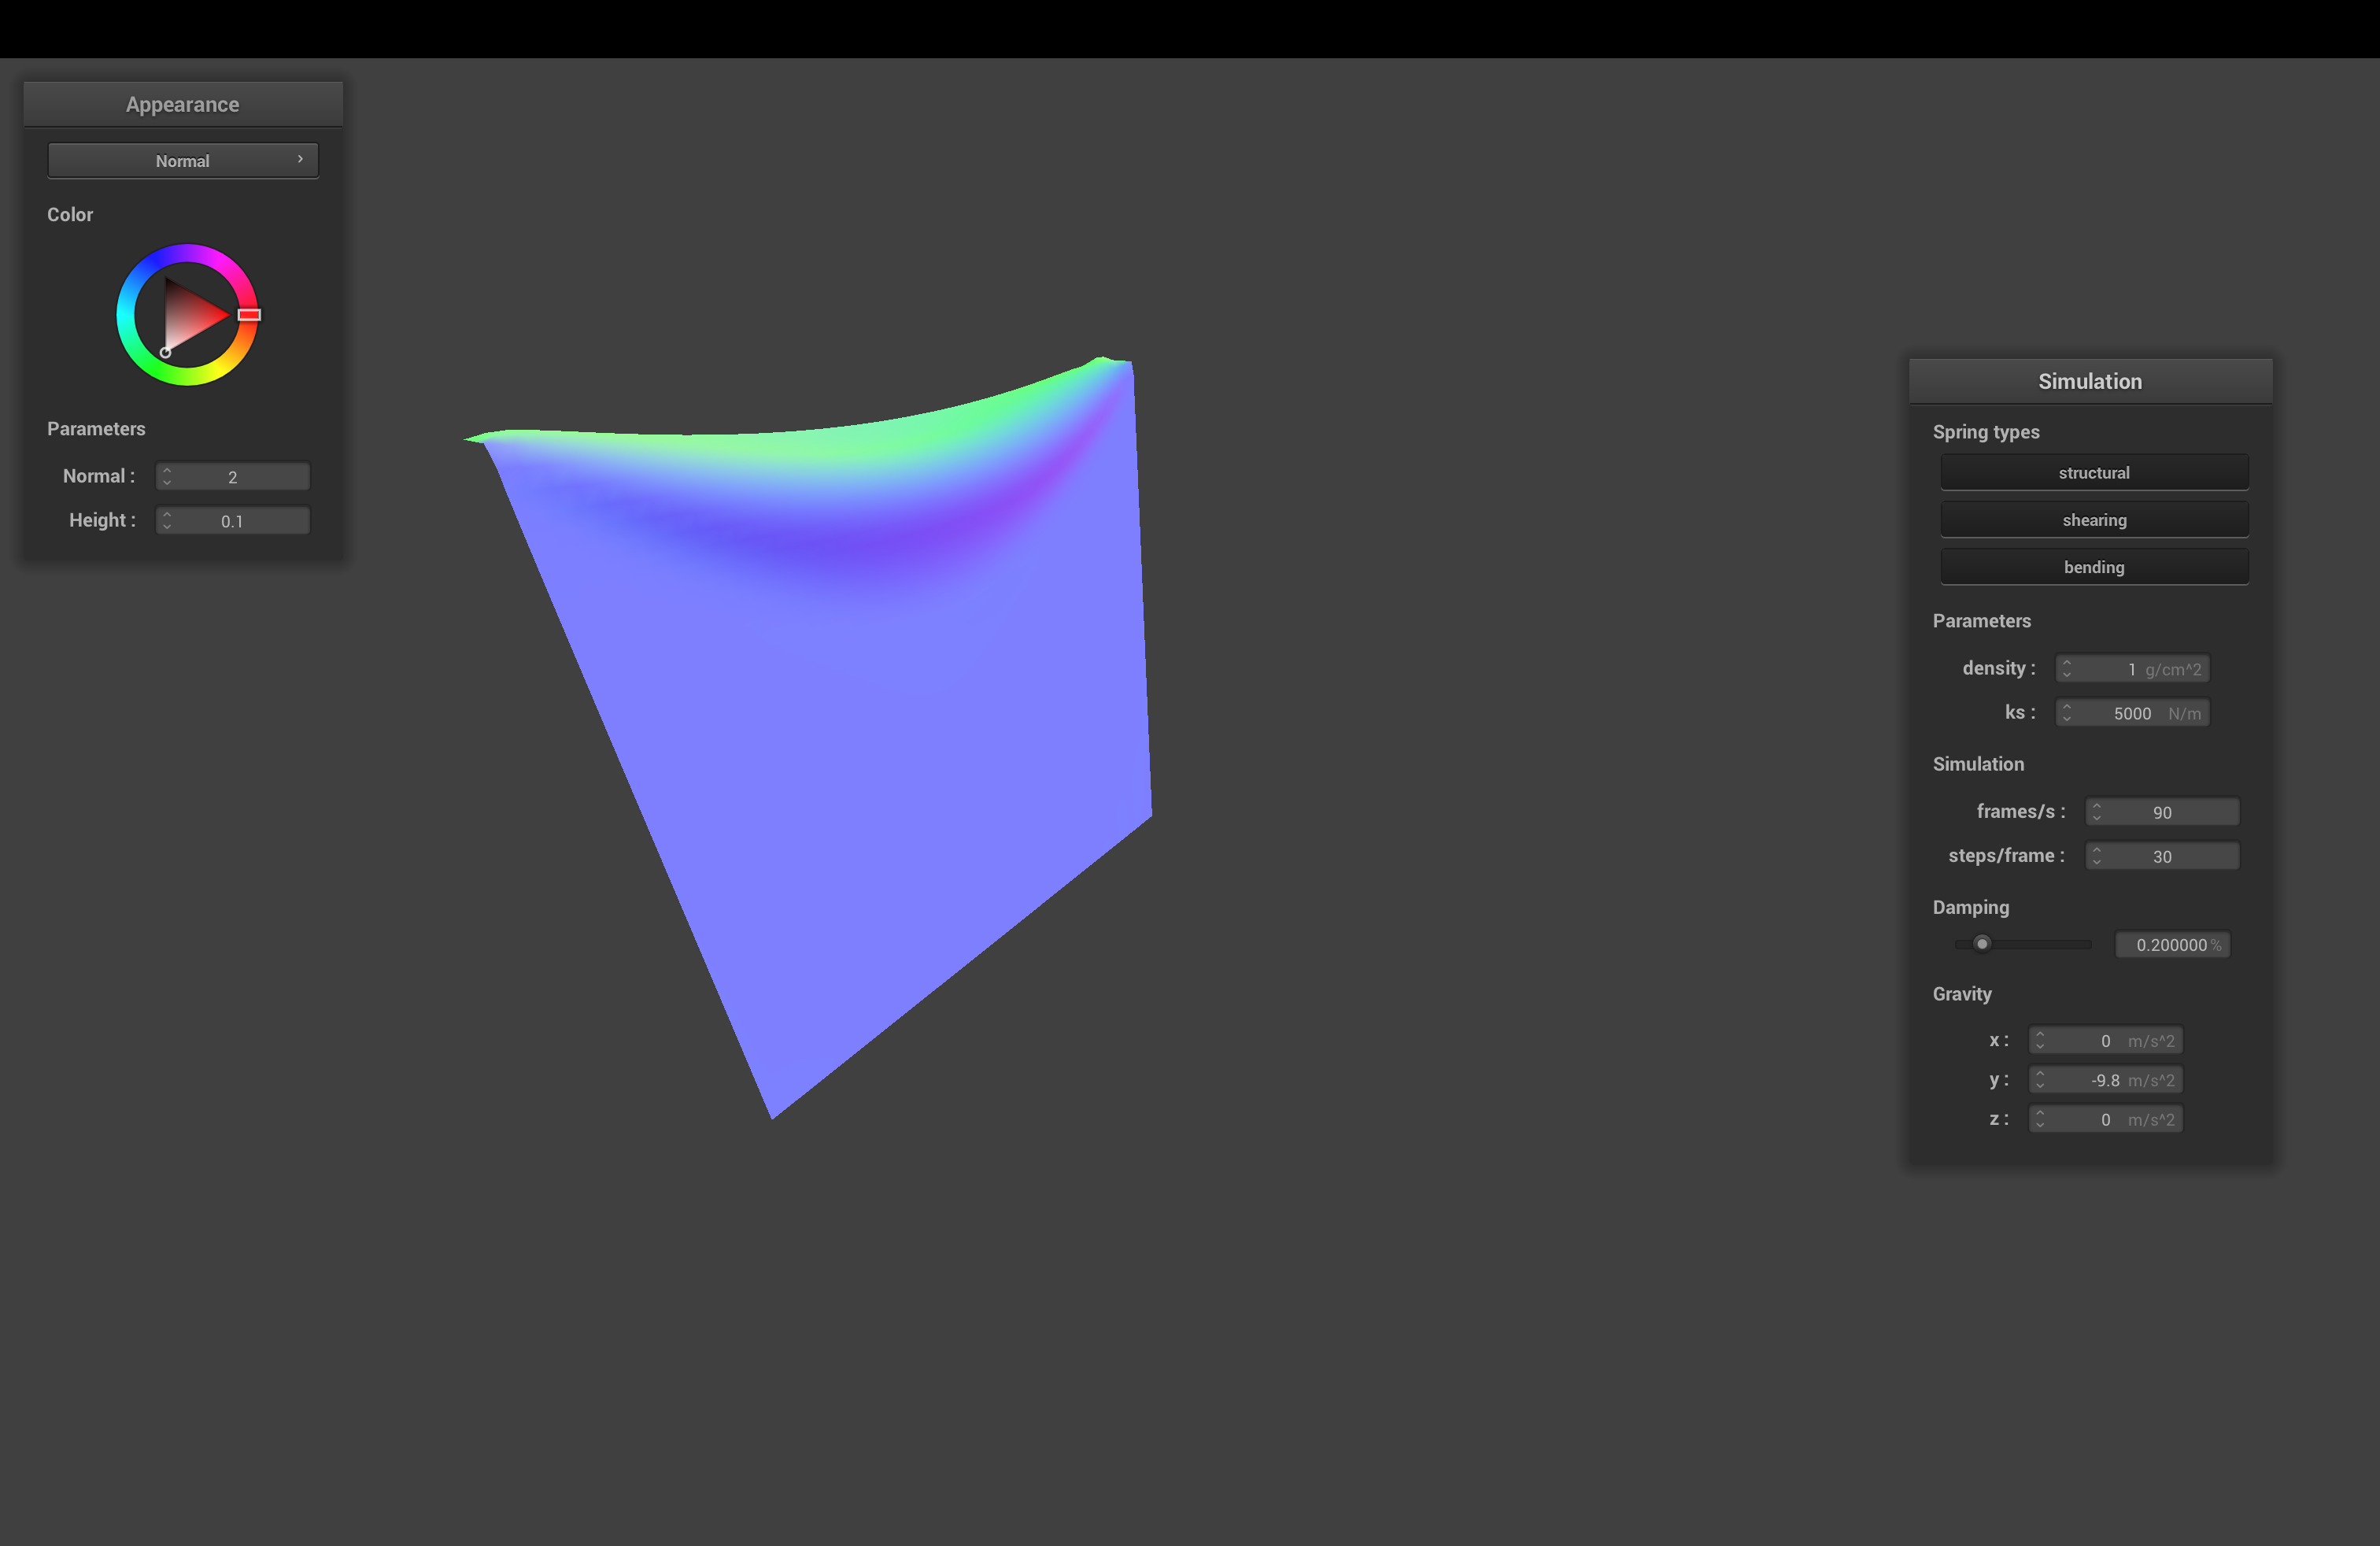 Appearance
Normal
Color
Parameters
Normal : 2
Height : 0.1
Simulation
Spring types
structural
shearing
bending
Parameters
density : 1 g/cm^2
ks : 5000 N/m
Simulation
frames/s : 90
steps/frame : 30
Damping
0.200000 %
Gravity
x : 0 m/s^2
y : -9.8 m/s^2
z : 0 m/s^2